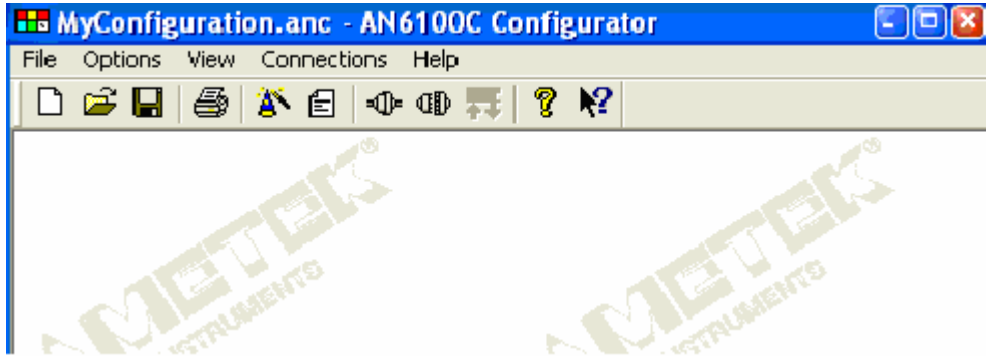 MyConfiguration.anc - AN6100C Configurator
File Options View Connections Help
AMETEK® AMETEK®
INSTRUMENTS INSTRUMENTS